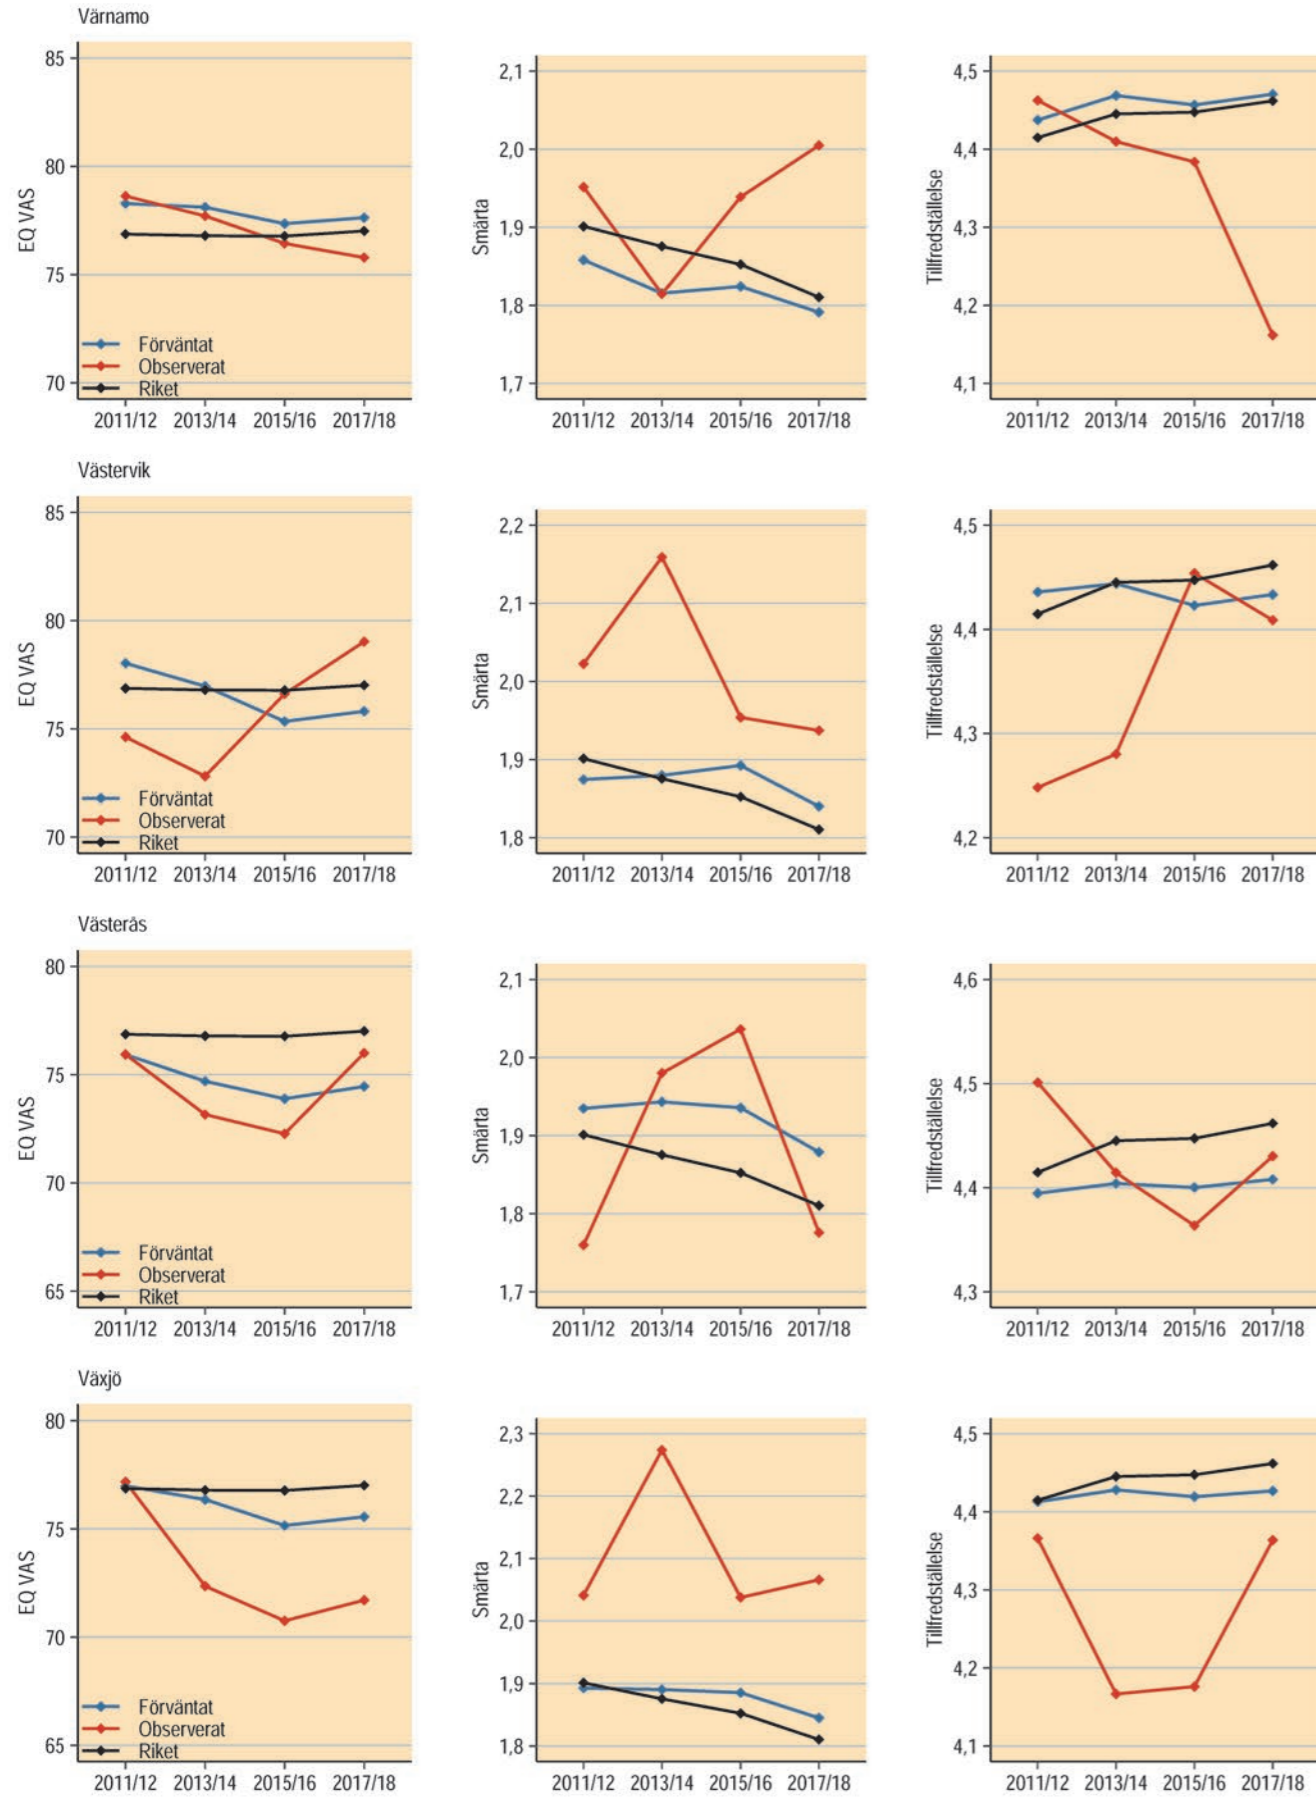 Värnamo
EQ VAS
85
80
75
70
Förväntat
Observerat
Riket
2011/12 2013/14 2015/16 2017/18
Smärta
2,1
2,0
1,9
1,8
1,7
2011/12 2013/14 2015/16 2017/18
Tillfredställelse
4,5
4,4
4,3
4,2
4,1
2011/12 2013/14 2015/16 2017/18
Västervik
EQ VAS
85
80
75
70
Förväntat
Observerat
Riket
2011/12 2013/14 2015/16 2017/18
Smärta
2,2
2,1
2,0
1,9
1,8
2011/12 2013/14 2015/16 2017/18
Tillfredställelse
4,5
4,4
4,3
4,2
2011/12 2013/14 2015/16 2017/18
Västerås
EQ VAS
80
75
70
65
Förväntat
Observerat
Riket
2011/12 2013/14 2015/16 2017/18
Smärta
2,1
2,0
1,9
1,8
1,7
2011/12 2013/14 2015/16 2017/18
Tillfredställelse
4,6
4,5
4,4
4,3
2011/12 2013/14 2015/16 2017/18
Växjö
EQ VAS
80
75
70
65
Förväntat
Observerat
Riket
2011/12 2013/14 2015/16 2017/18
Smärta
2,3
2,2
2,1
2,0
1,9
1,8
2011/12 2013/14 2015/16 2017/18
Tillfredställelse
4,5
4,4
4,3
4,2
4,1
2011/12 2013/14 2015/16 2017/18